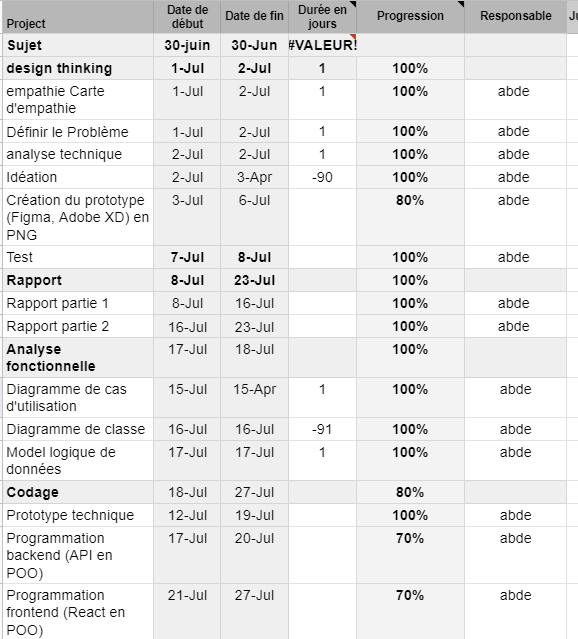 Projet Date de début Date de fin Durée en jours Progression Responsable Ju
Sujet 30-juin 30-Jun #VALEUR!
design thinking 1-Jul 2-Jul 1 100%
empathie Carte d'empathie 1-Jul 2-Jul 1 100% abde
Définir le Problème 1-Jul 2-Jul 1 100% abde
analyse technique 2-Jul 2-Jul 1 100% abde
Idéation 2-Jul 3-Apr -90 100% abde
Création du prototype (Figma, Adobe XD) en PNG 3-Jul 6-Jul 80% abde
Test 7-Jul 8-Jul 100% abde
Rapport 8-Jul 23-Jul 100%
Rapport partie 1 8-Jul 16-Jul 100% abde
Rapport partie 2 16-Jul 23-Jul 100% abde
Analyse fonctionnelle 17-Jul 18-Jul 100%
Diagramme de cas d'utilisation 15-Jul 15-Apr 1 100% abde
Diagramme de classe 16-Jul 16-Jul -91 100% abde
Model logique de données 17-Jul 17-Jul 1 100% abde
Codage 18-Jul 27-Jul 80%
Prototype technique 12-Jul 19-Jul 100% abde
Programmation backend (API en POO) 17-Jul 20-Jul 70% abde
Programmation frontend (React en POO) 21-Jul 27-Jul 70% abde